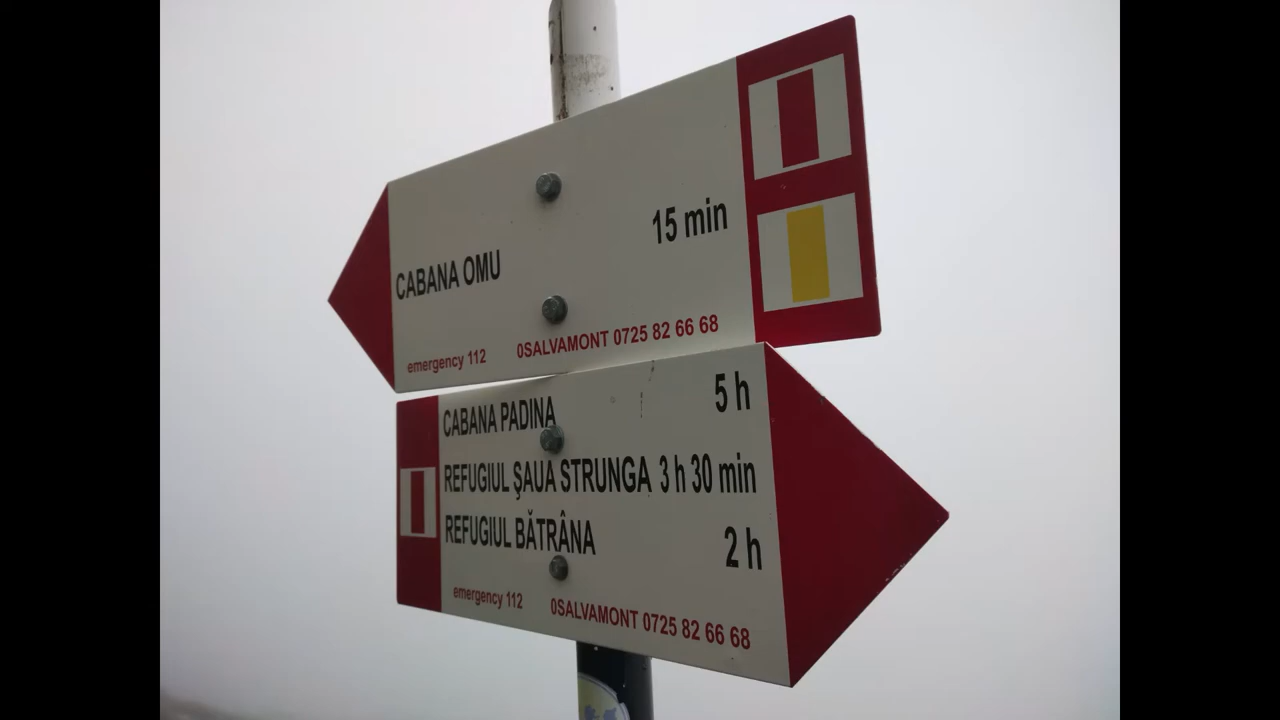 15 min
CABANA OMU
emergency 112 0SALVAMONT 0725 82 66 68
CABANA PADINA 5 h
REFUGIUL ŞAUA STRUNGA 3 h 30 min
REFUGIUL BĂTRÂNA 2 h
emergency 112 0SALVAMONT 0725 82 66 68